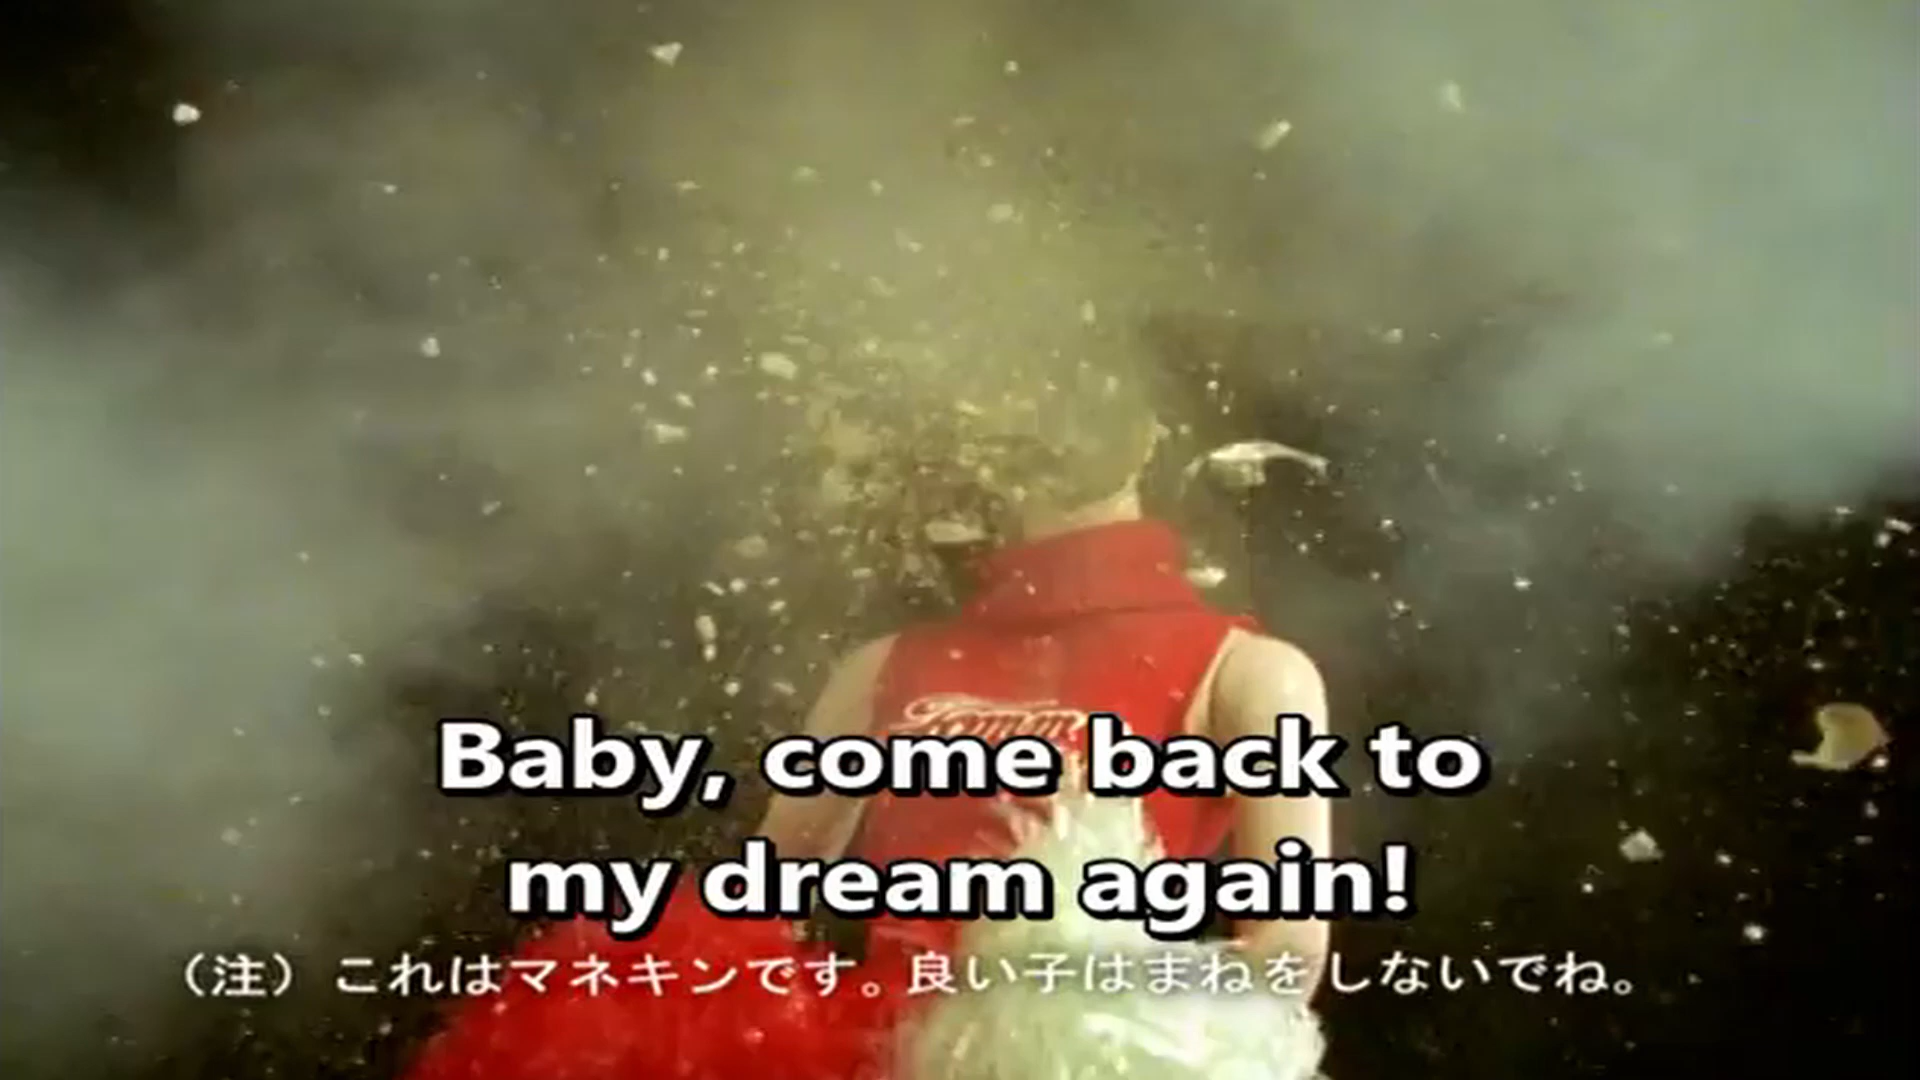 Baby, come back to
my dream again!
（注）これはマネキンです。良い子はまねをしないでね。